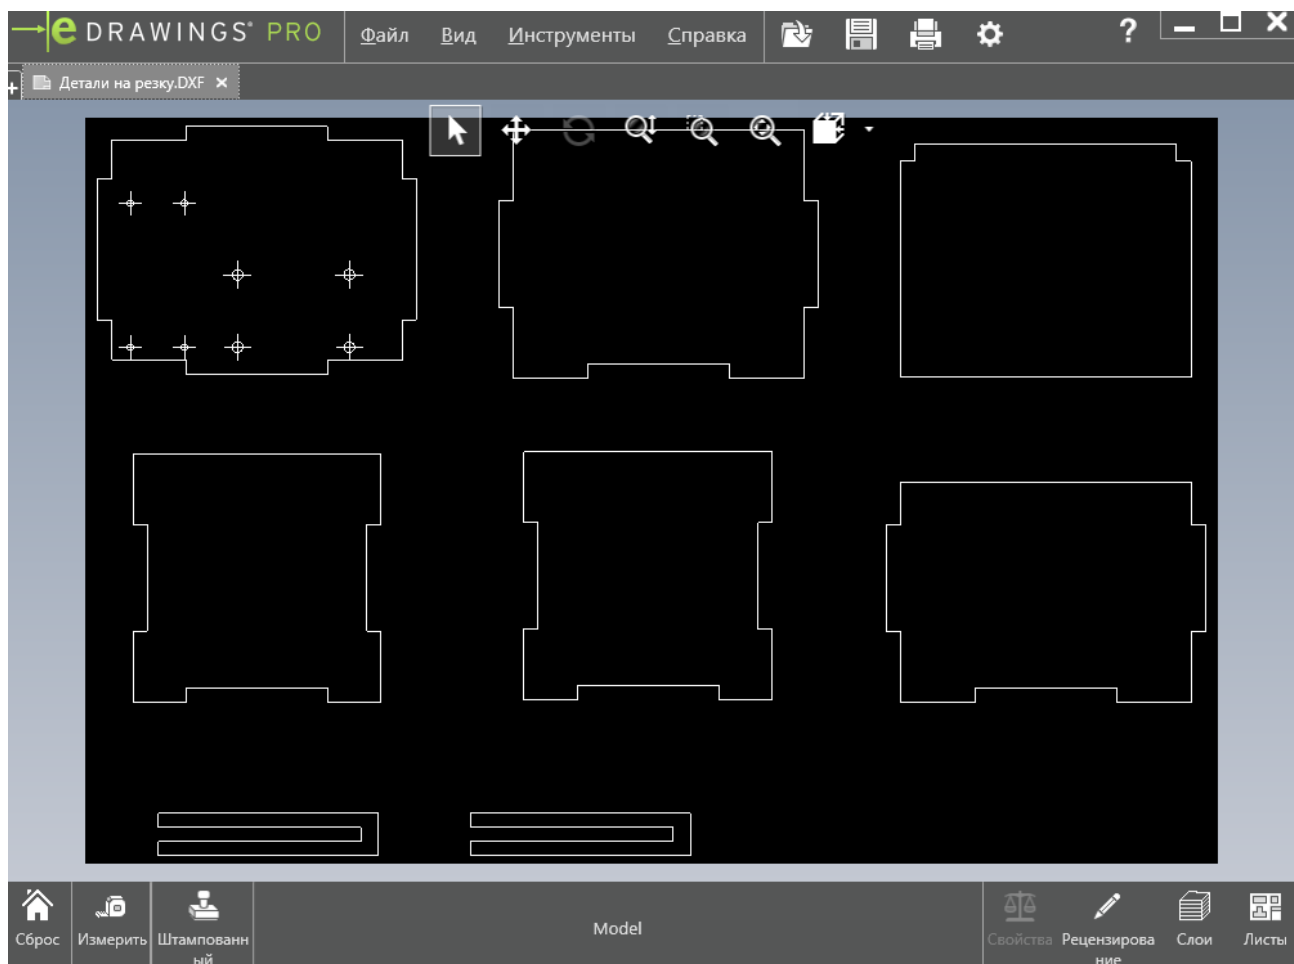 eDRAWINGS® PRO Файл Вид Инструменты Справка ?
Детали на резку.DXF
Сброс Измерить Штампованн
ый
Model
Свойства Рецензирова
ние
Слои Листы